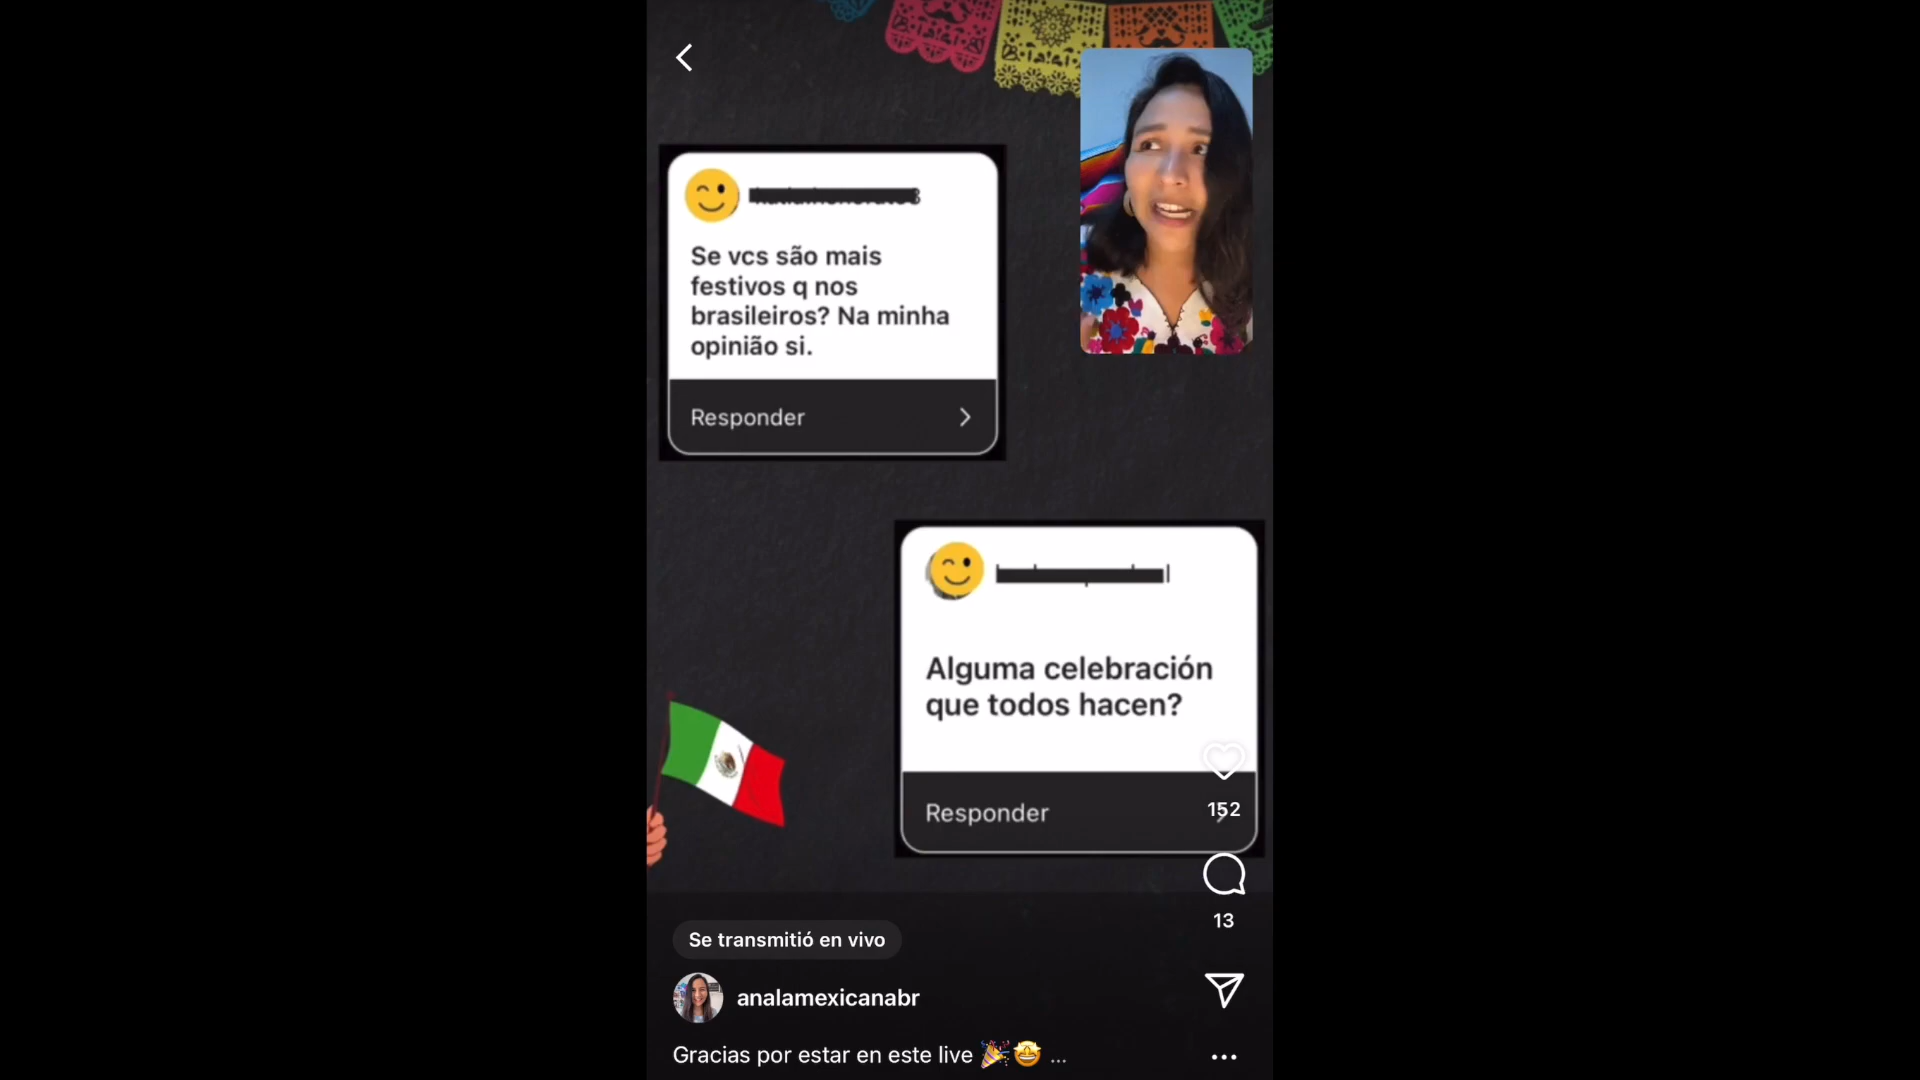 Se vcs são mais
festivos q nos
brasileiros? Na minha
opinião si.
Responder
Alguma celebración
que todos hacen?
Responder
152
13
Se transmitió en vivo
analamexicanabr
Gracias por estar en este live 🎉🤩 ...